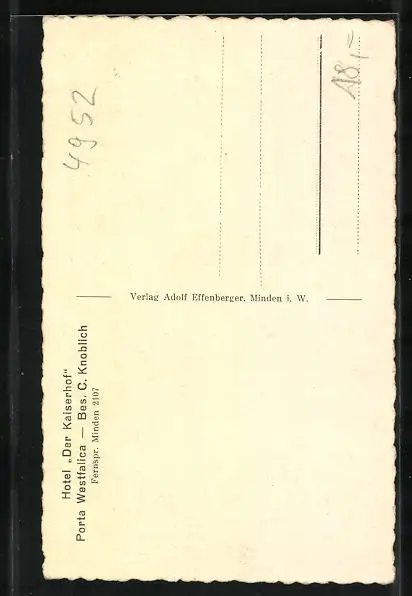 Hotel „Der Kaiserhof“
Porta Westfalica — Bes. C. Knoblich
Fernspr. Minden 2107
Verlag Adolf Effenberger, Minden i. W.
4952
18,=